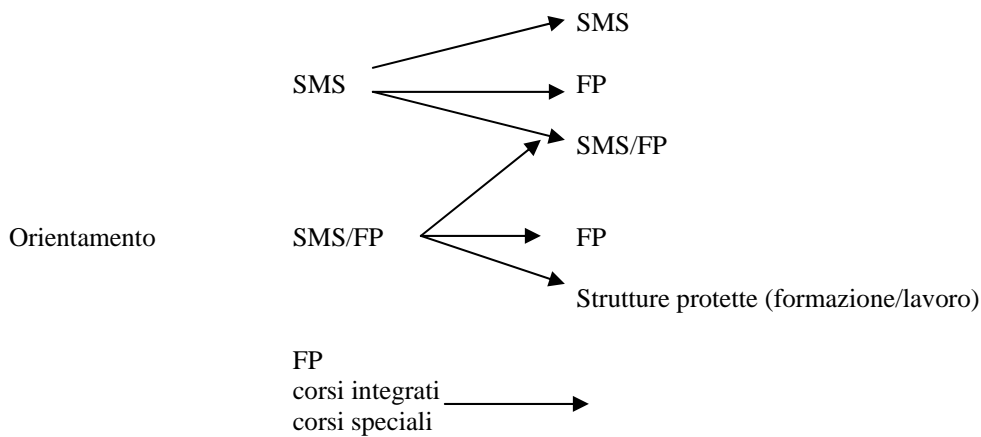 SMS
SMS
FP
SMS/FP
Orientamento
SMS/FP
FP
Strutture protette (formazione/lavoro)
FP
corsi integrati
corsi speciali